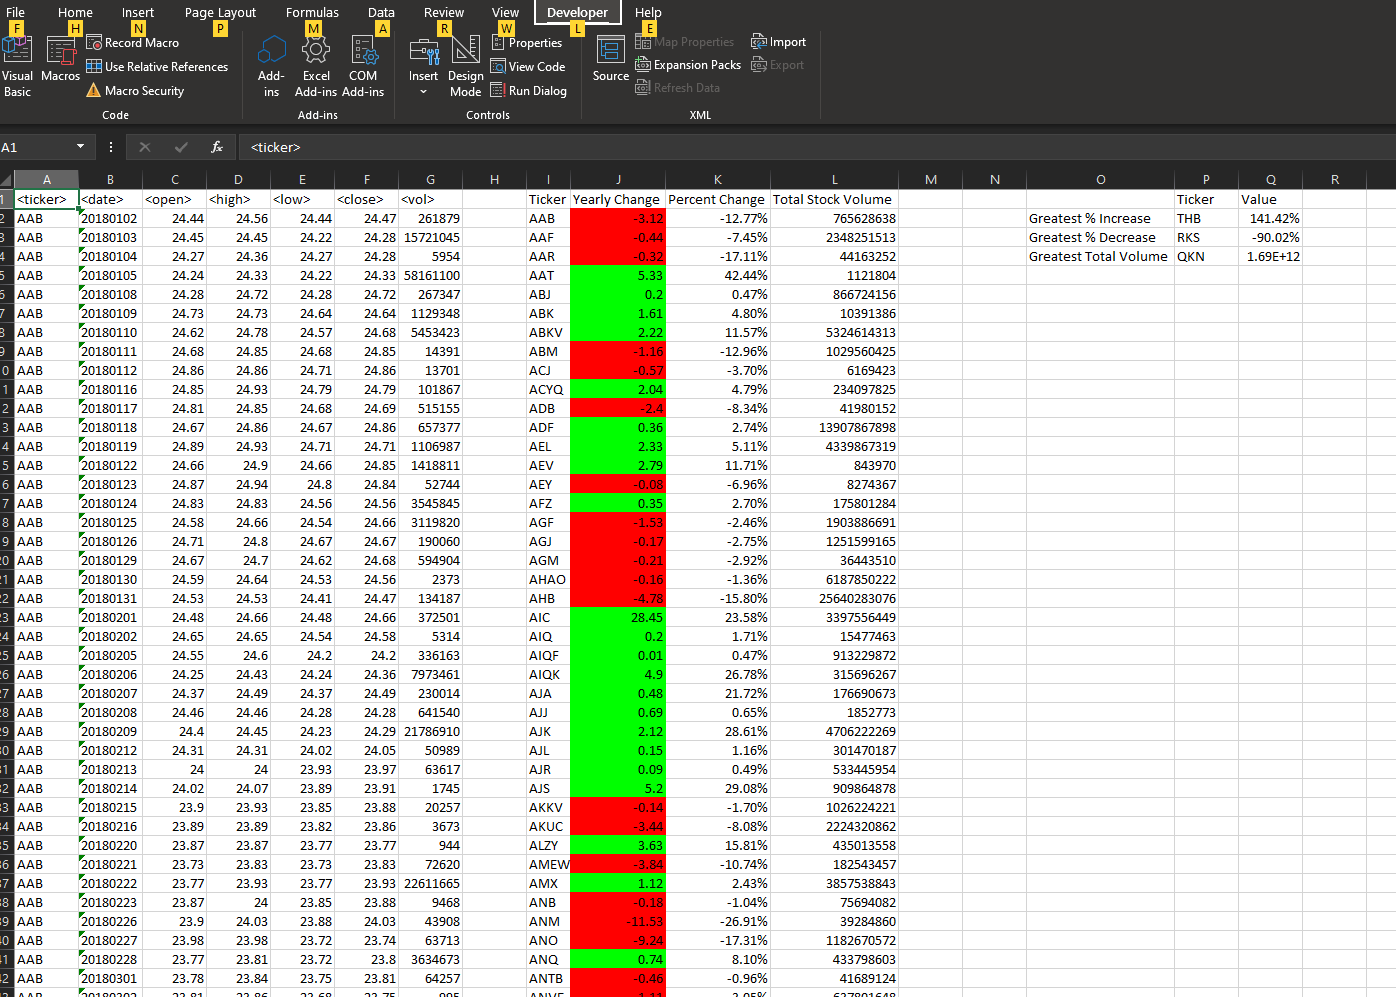 File Home Insert Page Layout Formulas Data Review View Developer Help
F H N P M A R W L E
Visual Basic Macros Record Macro
Use Relative References
Macro Security
Code
Add-ins Excel Add-ins COM Add-ins
Add-ins
Insert Design Mode Properties
View Code
Run Dialog
Controls
Source Map Properties Import
Expansion Packs Export
Refresh Data
XML
A1 fx <ticker>
A B C D E F G H I J K L M N O P Q R
1 <ticker> <date> <open> <high> <low> <close> <vol> Ticker Yearly Change Percent Change Total Stock Volume Ticker Value
2 AAB 20180102 24.44 24.56 24.44 24.47 261879 AAB -3.12 -12.77% 765628638 Greatest % Increase THB 141.42%
3 AAB 20180103 24.45 24.45 24.22 24.28 15721045 AAF -0.44 -7.45% 2348251513 Greatest % Decrease RKS -90.02%
4 AAB 20180104 24.27 24.36 24.27 24.28 5954 AAR -0.32 -17.11% 44163252 Greatest Total Volume QKN 1.69E+12
5 AAB 20180105 24.24 24.33 24.22 24.33 58161100 AAT 5.33 42.44% 1121804
6 AAB 20180108 24.28 24.72 24.28 24.72 267347 ABJ 0.2 0.47% 866724156
7 AAB 20180109 24.73 24.73 24.64 24.64 1129348 ABK 1.61 4.80% 10391386
8 AAB 20180110 24.62 24.78 24.57 24.68 5453423 ABKV 2.22 11.57% 5324614313
9 AAB 20180111 24.68 24.85 24.68 24.85 14391 ABM -1.16 -12.96% 1029560425
0 AAB 20180112 24.86 24.86 24.71 24.86 13701 ACJ -0.57 -3.70% 6169423
1 AAB 20180116 24.85 24.93 24.79 24.79 101867 ACYQ 2.04 4.79% 234097825
2 AAB 20180117 24.81 24.85 24.68 24.69 515155 ADB -2.4 -8.34% 41980152
3 AAB 20180118 24.67 24.86 24.67 24.86 657377 ADF 0.36 2.74% 13907867898
4 AAB 20180119 24.89 24.93 24.71 24.71 1106987 AEL 2.33 5.11% 4339867319
5 AAB 20180122 24.66 24.9 24.66 24.85 1418811 AEV 2.79 11.71% 843970
6 AAB 20180123 24.87 24.94 24.8 24.84 52744 AEY -0.08 -6.96% 8274367
7 AAB 20180124 24.83 24.83 24.56 24.56 3545845 AFZ 0.35 2.70% 175801284
8 AAB 20180125 24.58 24.66 24.54 24.66 3119820 AGF -1.53 -2.46% 1903886691
9 AAB 20180126 24.71 24.8 24.67 24.67 190060 AGJ -0.17 -2.75% 1251599165
20 AAB 20180129 24.67 24.7 24.62 24.68 594904 AGM -0.21 -2.92% 36443510
21 AAB 20180130 24.59 24.64 24.53 24.56 2373 AHAO -0.16 -1.36% 6187850222
22 AAB 20180131 24.53 24.53 24.41 24.47 134187 AHB -4.78 -15.80% 25640283076
23 AAB 20180201 24.48 24.66 24.48 24.66 372501 AIC 28.45 23.58% 3397556449
24 AAB 20180202 24.65 24.65 24.54 24.58 5314 AIQ 0.2 1.71% 15477463
25 AAB 20180205 24.55 24.6 24.2 24.2 336163 AIQF 0.01 0.47% 913229872
26 AAB 20180206 24.25 24.43 24.24 24.36 7973461 AIQK 4.9 26.78% 315696267
27 AAB 20180207 24.37 24.49 24.37 24.49 230014 AJA 0.48 21.72% 176690673
28 AAB 20180208 24.46 24.46 24.28 24.28 641540 AJJ 0.69 0.65% 1852773
29 AAB 20180209 24.4 24.45 24.23 24.29 21786910 AJK 2.12 28.61% 4706222269
30 AAB 20180212 24.31 24.31 24.02 24.05 50989 AJL 0.15 1.16% 301470187
31 AAB 20180213 24 24 23.93 23.97 63617 AJR 0.09 0.49% 533445954
32 AAB 20180214 24.02 24.07 23.89 23.91 1745 AJS 5.2 29.08% 909864878
33 AAB 20180215 23.9 23.93 23.85 23.88 20257 AKKV -0.14 -1.70% 1026224221
34 AAB 20180216 23.89 23.89 23.82 23.86 3673 AKUC -3.44 -8.08% 2224320862
35 AAB 20180220 23.87 23.87 23.77 23.77 944 ALZY 3.63 15.81% 435013558
36 AAB 20180221 23.73 23.83 23.73 23.83 72620 AMEW -3.84 -10.74% 182543457
37 AAB 20180222 23.77 23.93 23.77 23.93 22611665 AMX 1.12 2.43% 3857538843
38 AAB 20180223 23.87 24 23.85 23.88 9468 ANB -0.18 -1.04% 75694082
39 AAB 20180226 23.9 24.03 23.88 24.03 43908 ANM -11.53 -26.91% 39284860
40 AAB 20180227 23.98 23.98 23.72 23.74 63713 ANO -9.24 -17.31% 1182670572
41 AAB 20180228 23.77 23.81 23.72 23.8 3634673 ANQ 0.74 8.10% 433798603
42 AAB 20180301 23.78 23.84 23.75 23.81 64257 ANTB -0.46 -0.96% 41689124